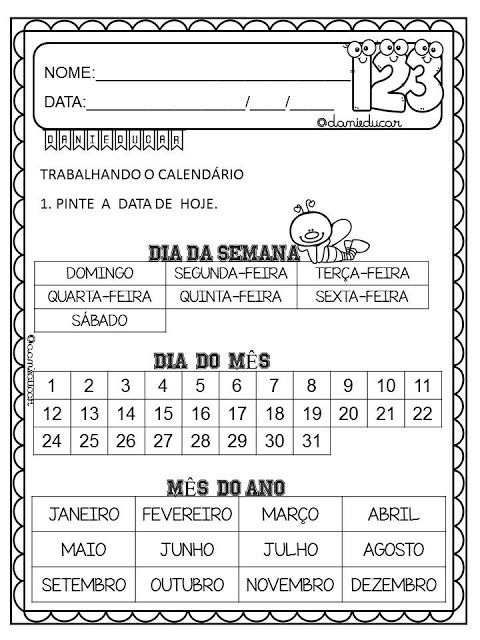 NOME:
DATA: / /
123
©danieducar
DANIEDUCAR
TRABALHANDO O CALENDÁRIO
1. PINTE A DATA DE HOJE.
DIA DA SEMANA
DOMINGO SEGUNDA-FEIRA TERÇA-FEIRA
QUARTA-FEIRA QUINTA-FEIRA SEXTA-FEIRA
SÁBADO
©danieducar
DIA DO MÊS
1 2 3 4 5 6 7 8 9 10 11
12 13 14 15 16 17 18 19 20 21 22
24 25 26 27 28 29 30 31
MÊS DO ANO
JANEIRO FEVEREIRO MARÇO ABRIL
MAIO JUNHO JULHO AGOSTO
SETEMBRO OUTUBRO NOVEMBRO DEZEMBRO